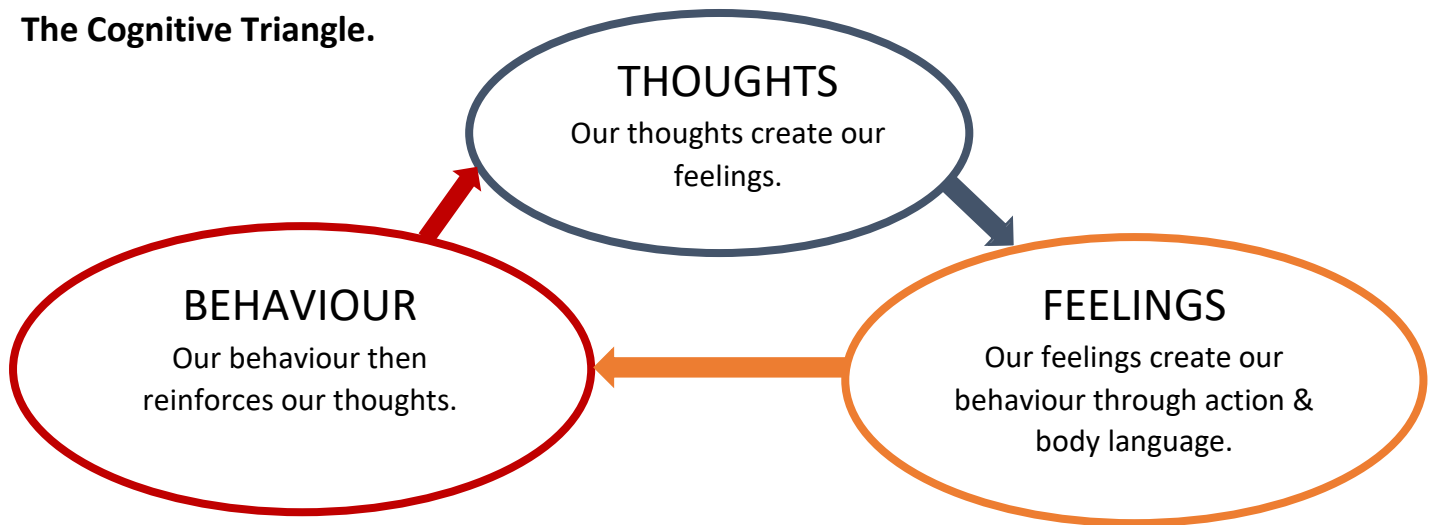 The Cognitive Triangle.
THOUGHTS
Our thoughts create our
feelings.
BEHAVIOUR
Our behaviour then
reinforces our thoughts.
FEELINGS
Our feelings create our
behaviour through action &
body language.